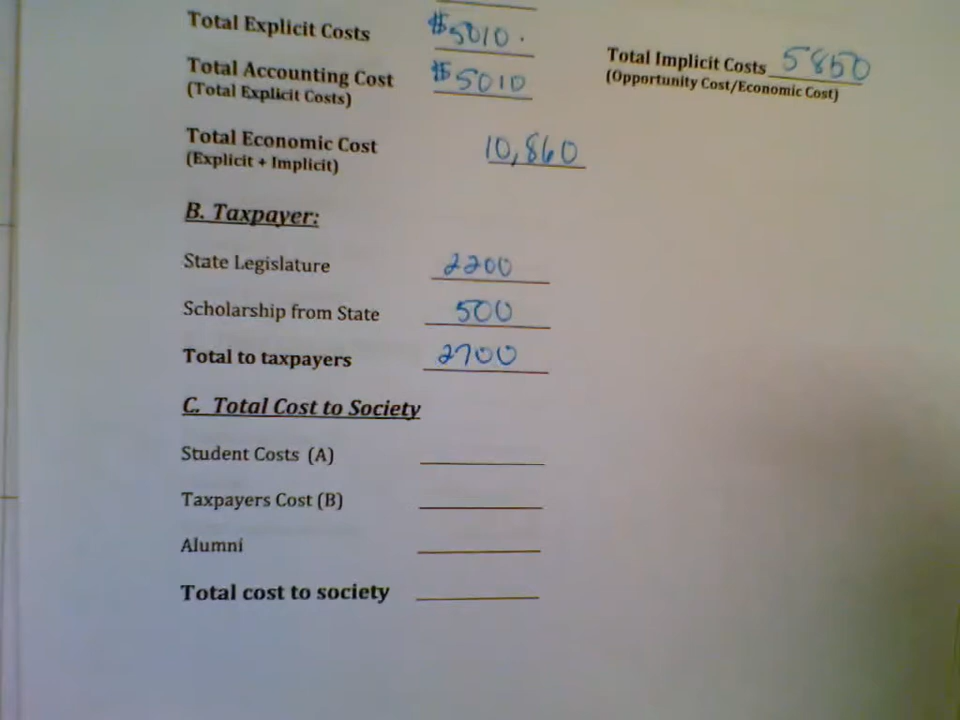 Total Explicit Costs $5010.
Total Accounting Cost $5010
(Total Explicit Costs)
Total Implicit Costs 5850
(Opportunity Cost/Economic Cost)
Total Economic Cost 10,860
(Explicit + Implicit)
B. Taxpayer:
State Legislature 2200
Scholarship from State 500
Total to taxpayers 2700
C. Total Cost to Society
Student Costs (A)
Taxpayers Cost (B)
Alumni
Total cost to society